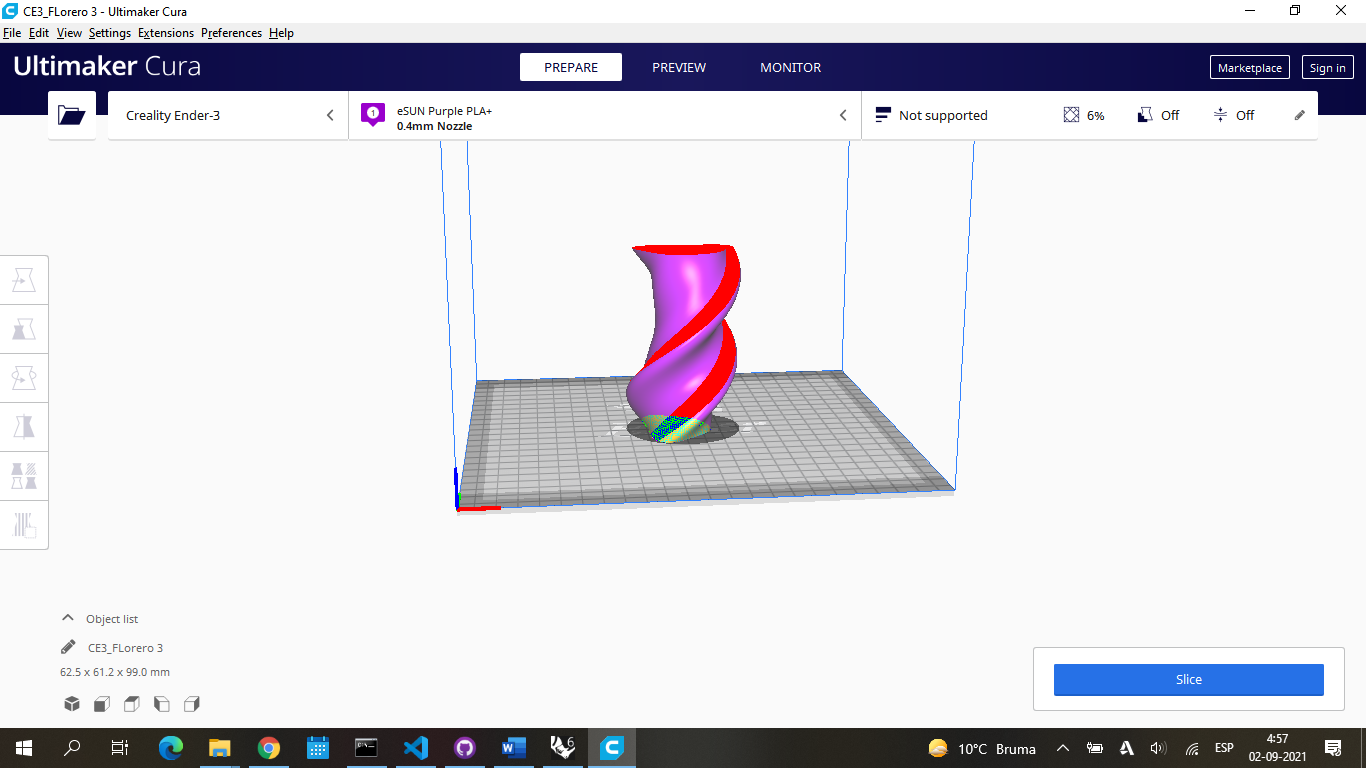 CE3_FLorero 3 - Ultimaker Cura
File Edit View Settings Extensions Preferences Help
Ultimaker Cura
PREPARE
PREVIEW
MONITOR
Marketplace
Sign in
Creality Ender-3
1
eSUN Purple PLA+
0.4mm Nozzle
Not supported
6%
Off
Off
Object list
CE3_FLorero 3
62.5 x 61.2 x 99.0 mm
Slice
6
10°C Bruma
ESP
4:57
02-09-2021